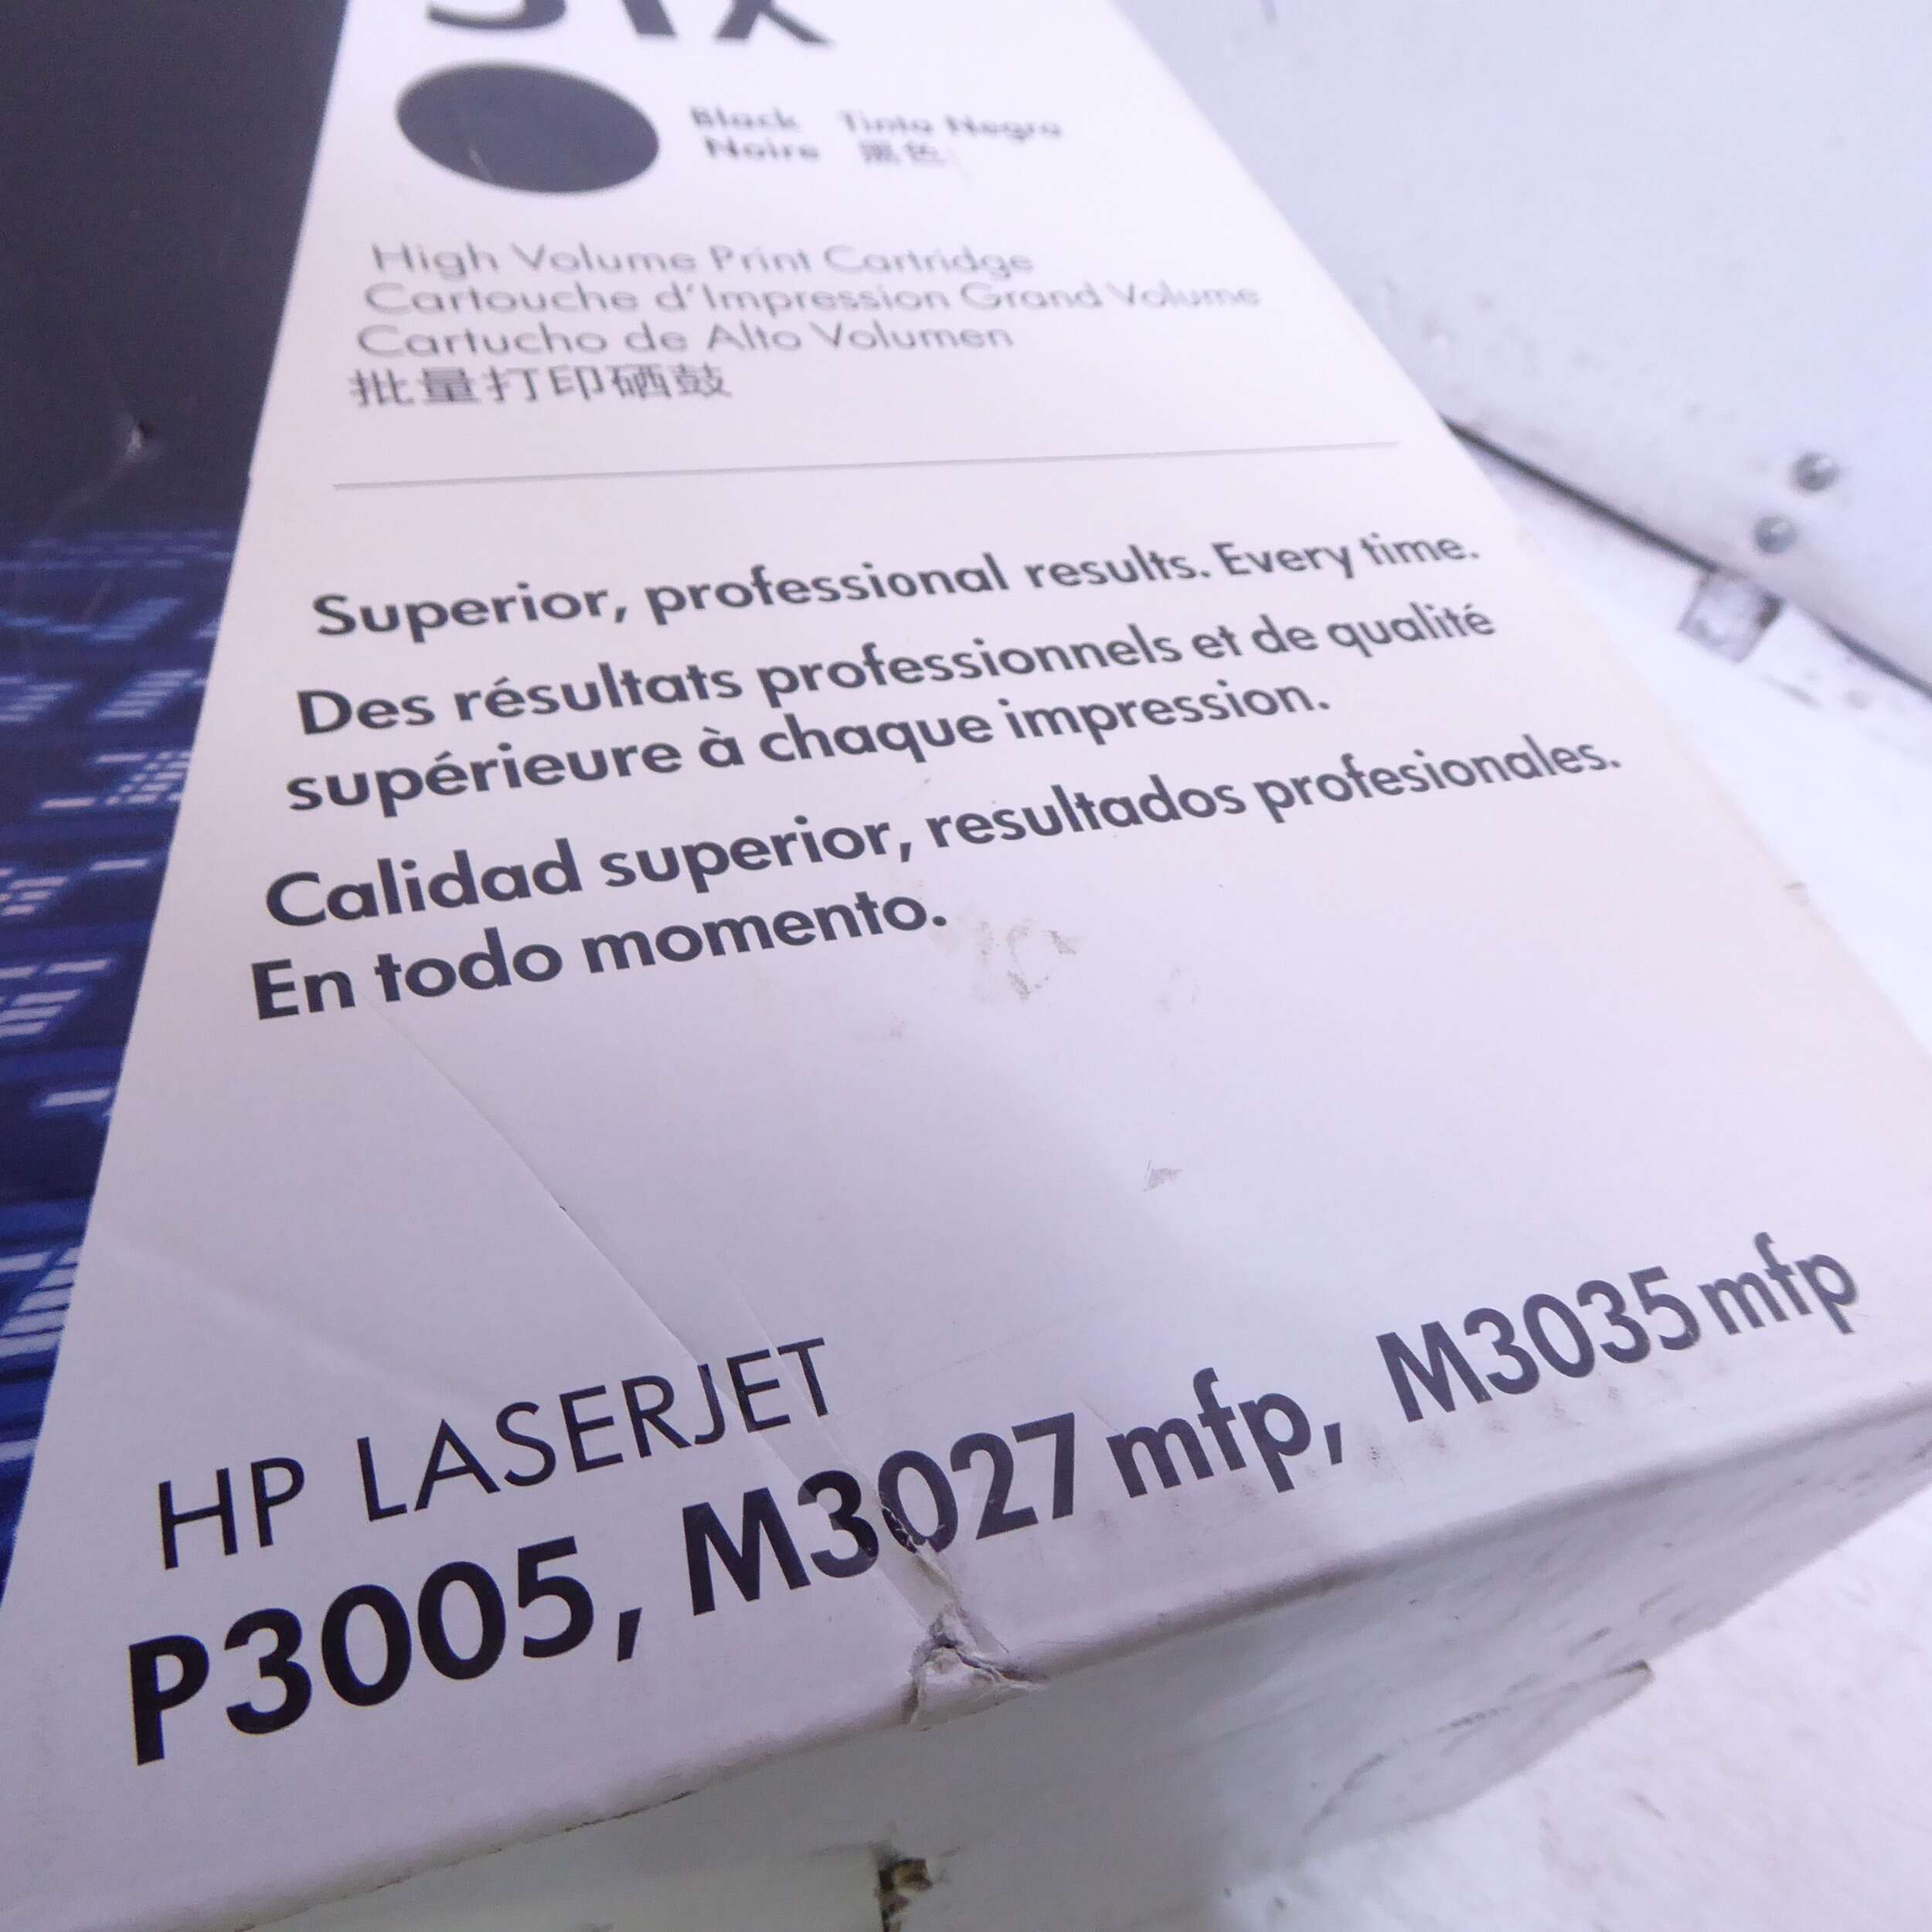 51X
Black Tinta Negra
Noire 黑色
High Volume Print Cartridge
Cartouche d'Impression Grand Volume
Cartucho de Alto Volumen
批量打印硒鼓
Superior, professional results. Every time.
Des résultats professionnels et de qualité
supérieure à chaque impression.
Calidad superior, resultados profesionales.
En todo momento.
HP LASERJET
P3005, M3027 mfp, M3035 mfp